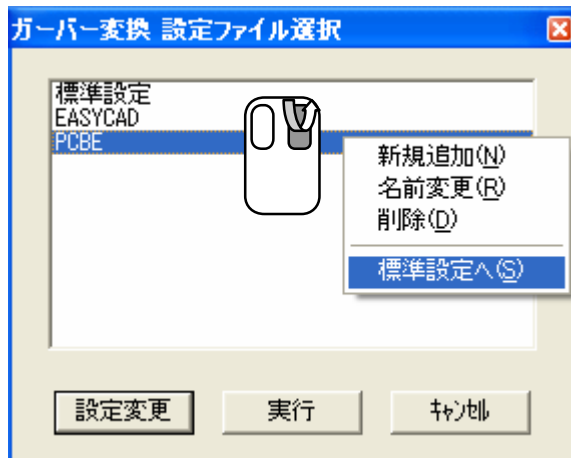 ガーバー変換 設定ファイル選択
標準設定
EASYCAD
PCBE
新規追加(N)
名前変更(R)
削除(D)
標準設定へ(S)
設定変更
実行
ｷｬﾝｾﾙ